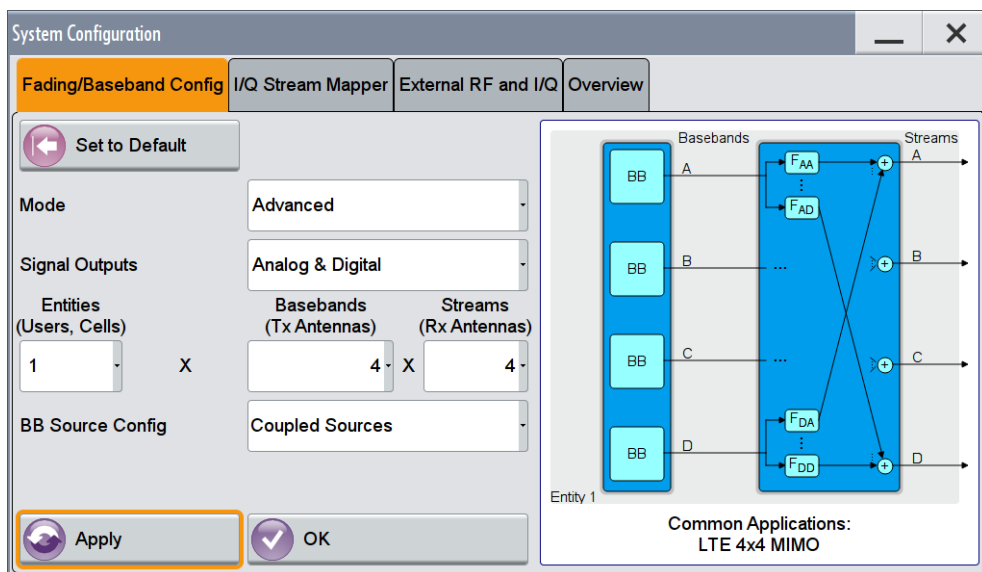 System Configuration
Fading/Baseband Config
I/Q Stream Mapper
External RF and I/Q
Overview
Set to Default
Mode
Advanced
Signal Outputs
Analog & Digital
Entities
(Users, Cells)
Basebands
(Tx Antennas)
Streams
(Rx Antennas)
1
X
4
X
4
BB Source Config
Coupled Sources
Apply
OK
Basebands
Streams
BB
A
FAA
A
FAD
BB
B
...
B
BB
C
...
C
BB
D
FDA
FDD
D
Entity 1
Common Applications:
LTE 4x4 MIMO